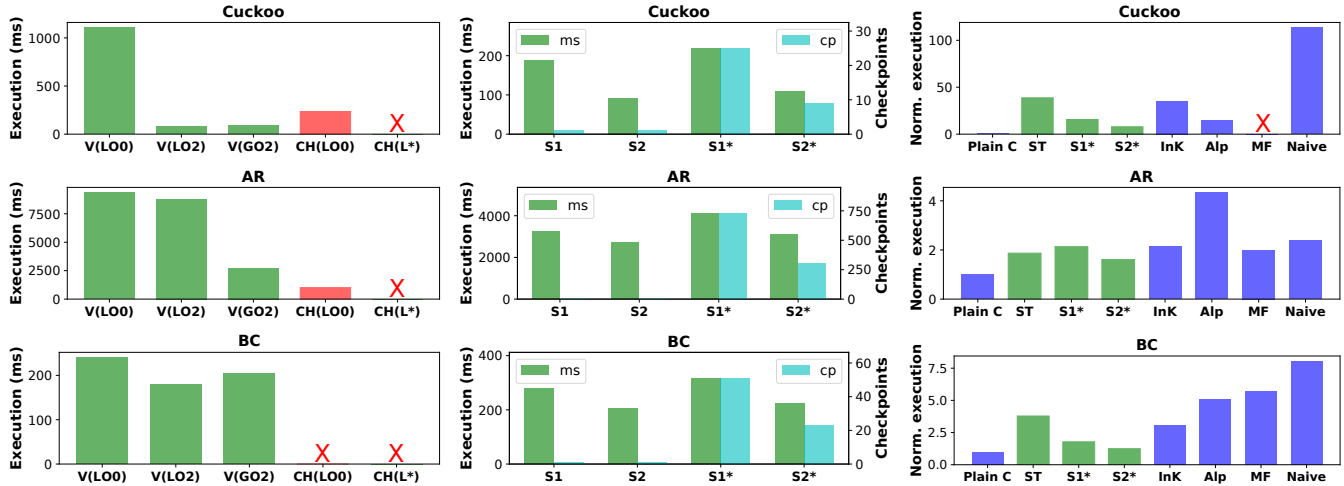 Cuckoo
Execution (ms)
1000
500
0
V(LO0) V(LO2) V(GO2) CH(LO0) CH(L*)
X
Cuckoo
Execution (ms)
200
100
0
ms
cp
30
20
10
0
Checkpoints
S1 S2 S1* S2*
Cuckoo
Norm. execution
100
50
0
X
Plain C ST S1* S2* InK Alp MF Naive
AR
Execution (ms)
7500
5000
2500
0
X
V(LO0) V(LO2) V(GO2) CH(LO0) CH(L*)
AR
Execution (ms)
4000
2000
0
ms
cp
750
500
250
0
Checkpoints
S1 S2 S1* S2*
AR
Norm. execution
4
2
0
Plain C ST S1* S2* InK Alp MF Naive
BC
Execution (ms)
200
100
0
X X
V(LO0) V(LO2) V(GO2) CH(LO0) CH(L*)
BC
Execution (ms)
400
200
0
ms
cp
60
40
20
0
Checkpoints
S1 S2 S1* S2*
BC
Norm. execution
7.5
5.0
2.5
0.0
Plain C ST S1* S2* InK Alp MF Naive